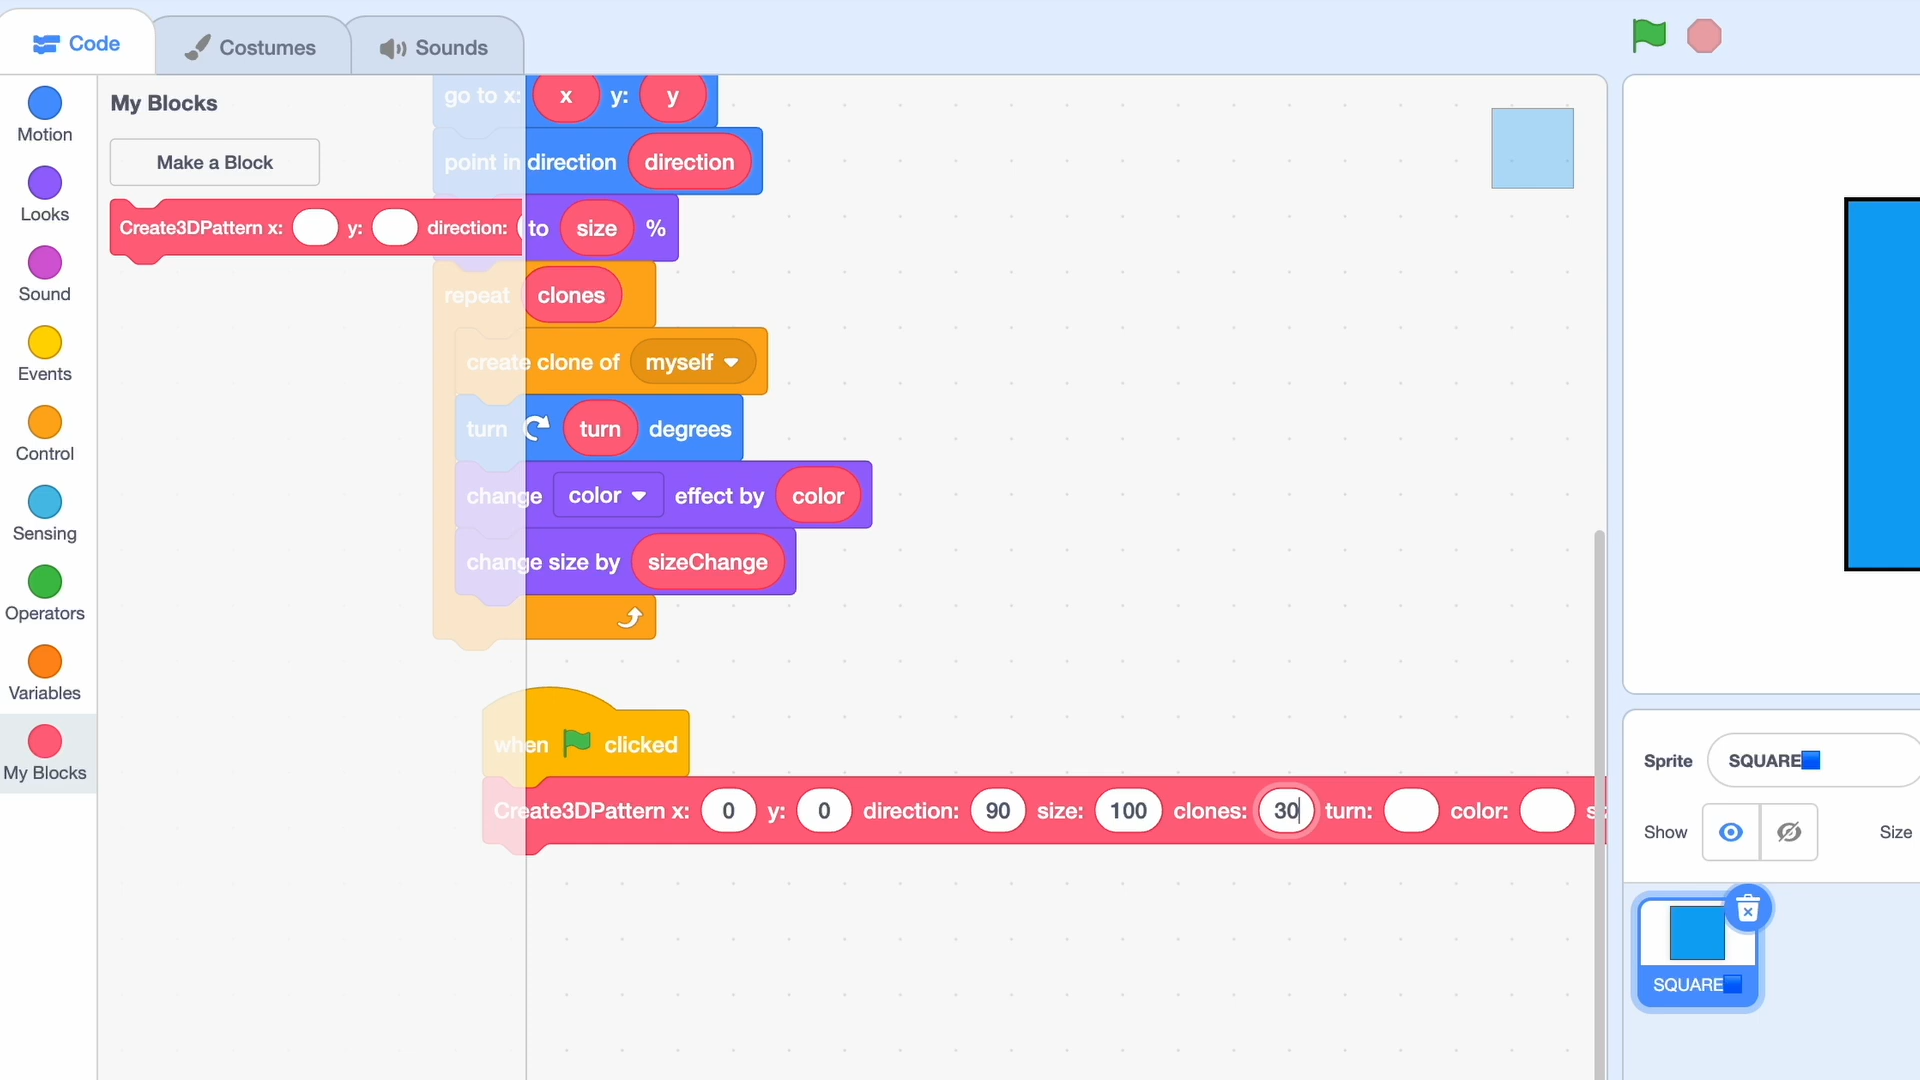 Code
Costumes
Sounds
Motion
Looks
Sound
Events
Control
Sensing
Operators
Variables
My Blocks
My Blocks
Make a Block
Create3DPattern x: y: direction:
go to x: x y: y
point in direction direction
to size %
repeat clones
create clone of myself
turn turn degrees
change color effect by color
change size by sizeChange
when clicked
Create3DPattern x: 0 y: 0 direction: 90 size: 100 clones: 30 turn: color:
Sprite SQUARE
Show
Size
SQUARE